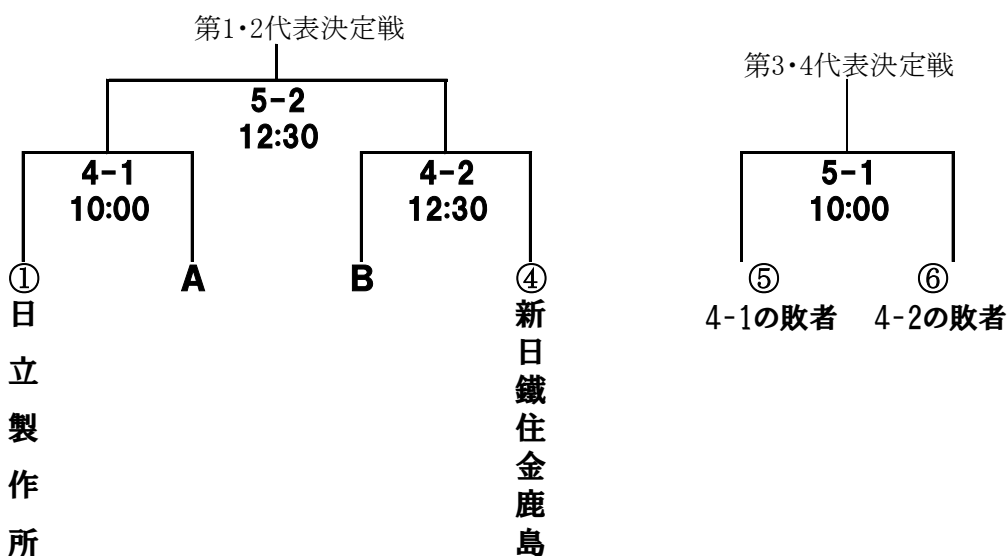 第1・2代表決定戦
第3・4代表決定戦
5-2
12:30
4-1
10:00
4-2
12:30
5-1
10:00
①
A
B
④
⑤
⑥
日立製作所
新日鐵住金鹿島
4-1の敗者
4-2の敗者